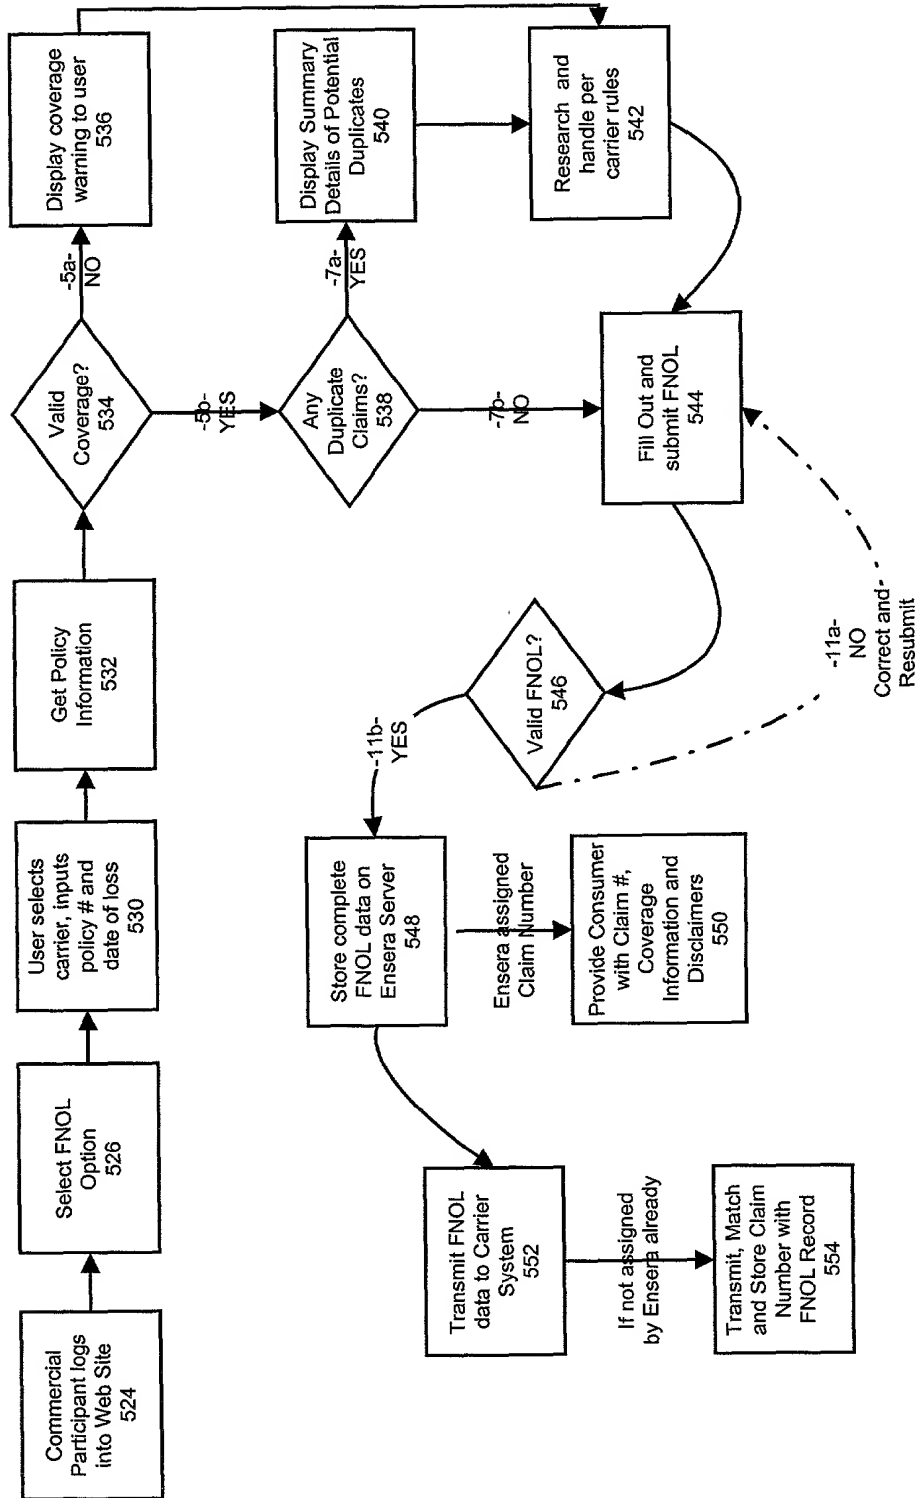 Commercial
Participant logs
into Web Site
524
Select FNOL
Option
526
User selects
carrier, inputs
policy # and
date of loss
530
Get Policy
Information
532
Valid
Coverage?
534
-5a-
NO
Display coverage
warning to user
536
-5b-
YES
Any
Duplicate
Claims?
538
-7a-
YES
Display Summary
Details of Potential
Duplicates
540
Research and
handle per
carrier rules
542
-7b-
NO
Fill Out and
submit FNOL
544
Valid FNOL?
546
-11a-
NO
Correct and
Resubmit
-11b-
YES
Store complete
FNOL data on
Ensera Server
548
Ensera assigned
Claim Number
Provide Consumer
with Claim #,
Coverage
Information and
Disclaimers
550
Transmit FNOL
data to Carrier
System
552
If not assigned
by Ensera already
Transmit, Match
and Store Claim
Number with
FNOL Record
554